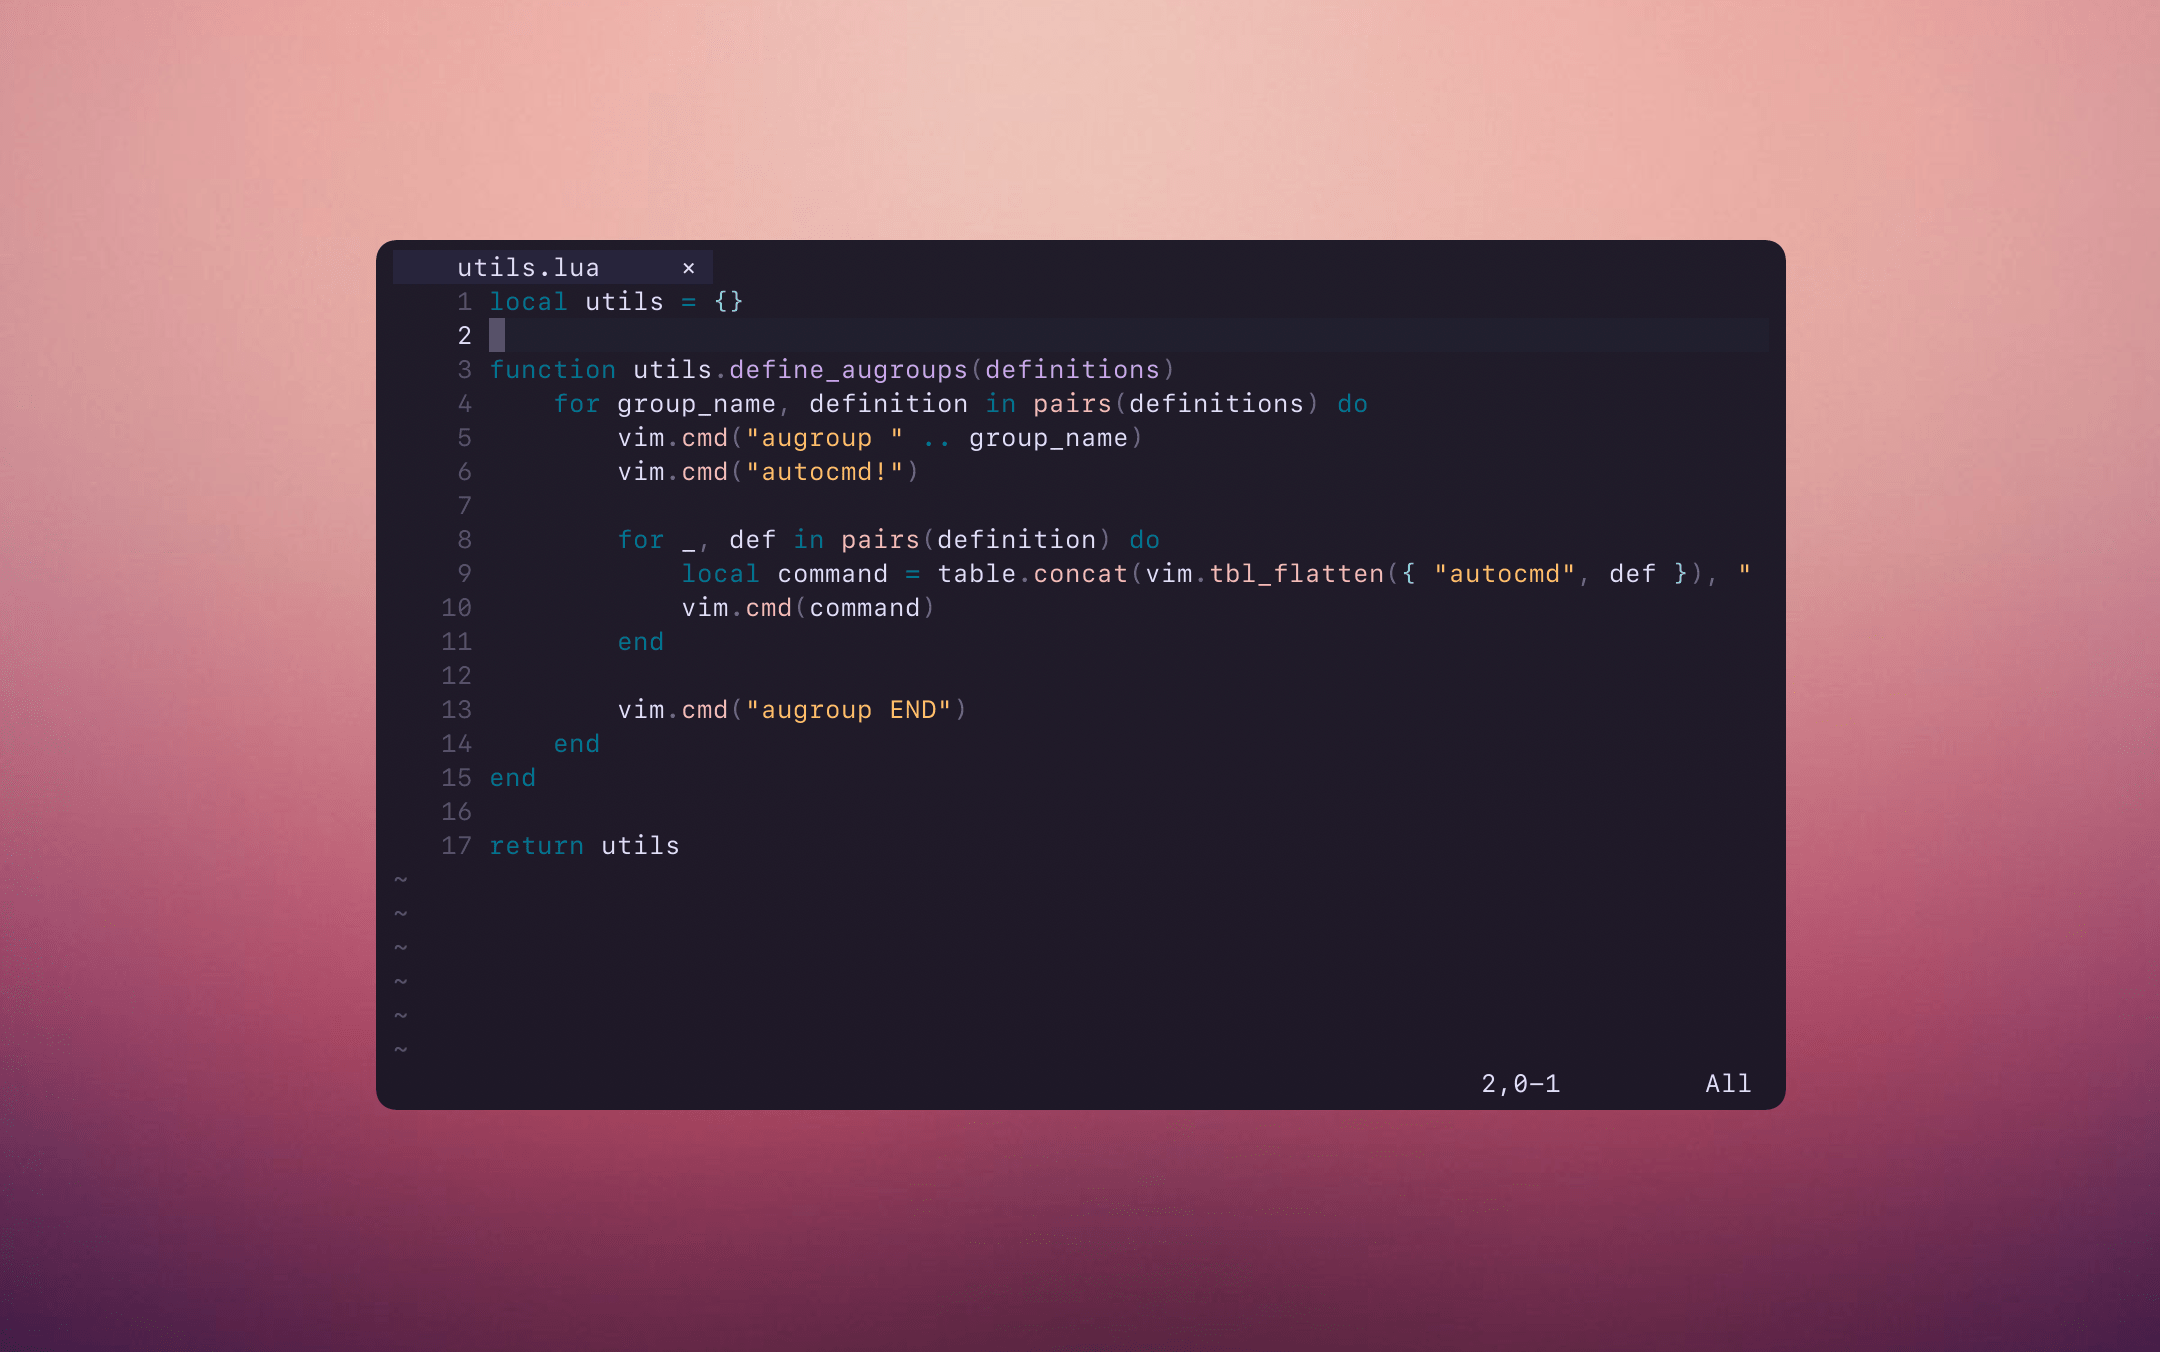 utils.lua ×
1 local utils = {}
2
3 function utils.define_augroups(definitions)
4     for group_name, definition in pairs(definitions) do
5         vim.cmd("augroup " .. group_name)
6         vim.cmd("autocmd!")
7
8         for _, def in pairs(definition) do
9             local command = table.concat(vim.tbl_flatten({ "autocmd", def }), "
10             vim.cmd(command)
11         end
12
13         vim.cmd("augroup END")
14     end
15 end
16
17 return utils
~
~
~
~
~
~
2,0-1 All